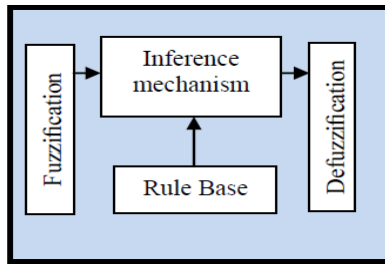 Fuzzification
Inference
mechanism
Rule Base
Defuzzification